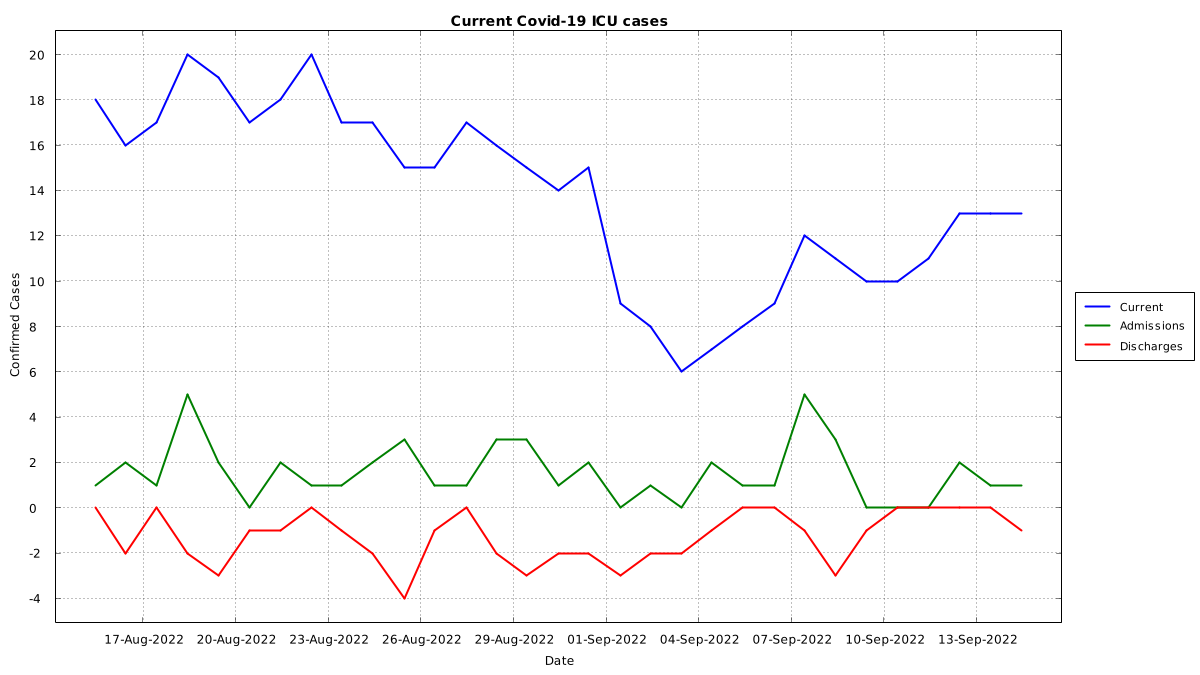 Current Covid-19 ICU cases
20
18
16
14
12
10
8
6
4
2
0
-2
-4
Confirmed Cases
17-Aug-2022 20-Aug-2022 23-Aug-2022 26-Aug-2022 29-Aug-2022 01-Sep-2022 04-Sep-2022 07-Sep-2022 10-Sep-2022 13-Sep-2022
Date
Current
Admissions
Discharges